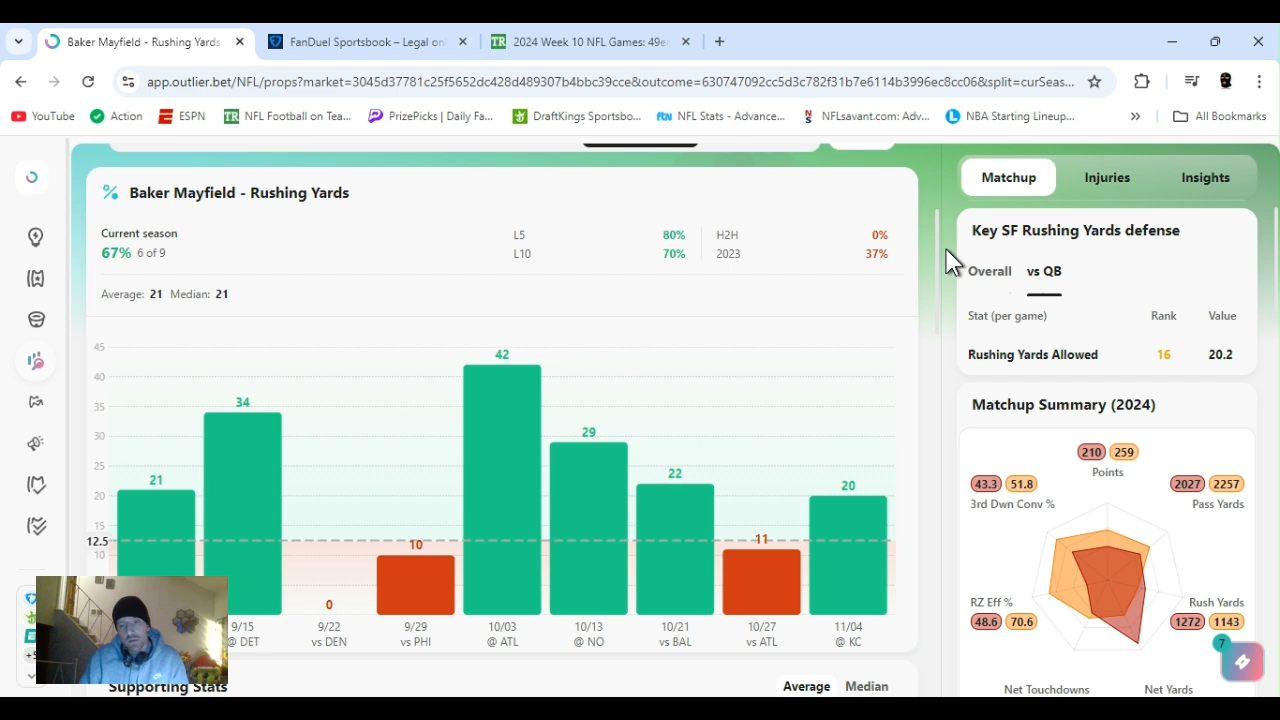 Baker Mayfield - Rushing Yards
FanDuel Sportsbook – Legal on
2024 Week 10 NFL Games: 49e
app.outlier.bet/NFL/props?market=3045d37781c25f5652dc428d489307b4bbc39cce&outcome=630747092cc5d3c782f31b7e6114b3996ec8cc06&split=curSeas...
YouTube
Action
ESPN
NFL Football on Tea...
PrizePicks | Daily Fa...
DraftKings Sportsbo...
NFL Stats - Advance...
NFLsavant.com: Adv...
NBA Starting Lineup...
All Bookmarks
Baker Mayfield - Rushing Yards
Current season
67% 6 of 9
L5 80%
L10 70%
H2H 0%
2023 37%
Average: 21 Median: 21
45
40
35
30
25
20
15
12.5
10
21
34
0
10
42
29
22
11
20
9/15
@ DET
9/22
vs DEN
9/29
vs PHI
10/03
@ ATL
10/13
@ NO
10/21
vs BAL
10/27
vs ATL
11/04
@ KC
Supporting Stats
Average Median
Matchup Injuries Insights
Key SF Rushing Yards defense
Overall vs QB
Stat (per game) Rank Value
Rushing Yards Allowed 16 20.2
Matchup Summary (2024)
210 259
Points
43.3 51.8
3rd Dwn Conv %
2027 2257
Pass Yards
RZ Eff %
48.6 70.6
Rush Yards
1272 1143
7
Net Touchdowns Net Yards